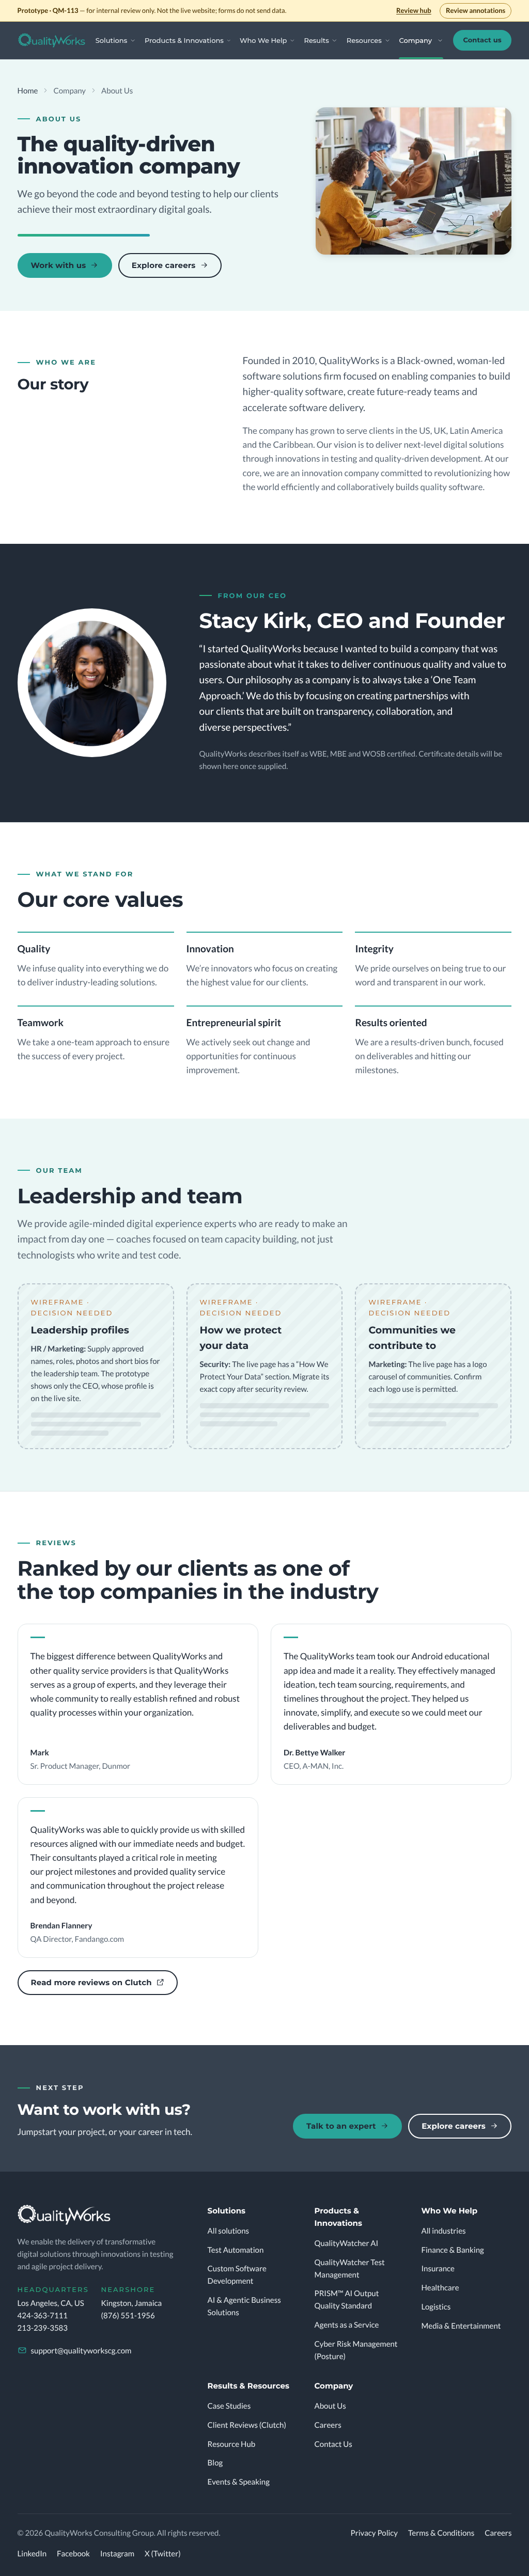 Prototype · QM-113 — for internal review only. Not the live website; forms do not send data.
Review hub
Review annotations
QualityWorks
Solutions
Products & Innovations
Who We Help
Results
Resources
Company
Contact us
Home > Company > About Us
ABOUT US
The quality-driven
innovation company
We go beyond the code and beyond testing to help our clients
achieve their most extraordinary digital goals.
Work with us →
Explore careers →
WHO WE ARE
Our story
Founded in 2010, QualityWorks is a Black-owned, woman-led
software solutions firm focused on enabling companies to build
higher-quality software, create future-ready teams and
accelerate software delivery.
The company has grown to serve clients in the US, UK, Latin America
and the Caribbean. Our vision is to deliver next-level digital solutions
through innovations in testing and quality-driven development. At our
core, we are an innovation company committed to revolutionizing how
the world efficiently and collaboratively builds quality software.
FROM OUR CEO
Stacy Kirk, CEO and Founder
“I started QualityWorks because I wanted to build a company that was
passionate about what it takes to deliver continuous quality and value to
users. Our philosophy as a company is to always take a ‘One Team
Approach.’ We do this by focusing on creating partnerships with
our clients that are built on transparency, collaboration, and
diverse perspectives.”
QualityWorks describes itself as WBE, MBE and WOSB certified. Certificate details will be
shown here once supplied.
WHAT WE STAND FOR
Our core values
Quality
We infuse quality into everything we do
to deliver industry-leading solutions.
Innovation
We’re innovators who focus on creating
the highest value for our clients.
Integrity
We pride ourselves on being true to our
word and transparent in our work.
Teamwork
We take a one-team approach to ensure
the success of every project.
Entrepreneurial spirit
We actively seek out change and
opportunities for continuous
improvement.
Results oriented
We are a results-driven bunch, focused
on deliverables and hitting our
milestones.
OUR TEAM
Leadership and team
We provide agile-minded digital experience experts who are ready to make an
impact from day one — coaches focused on team capacity building, not just
technologists who write and test code.
WIREFRAME ·
DECISION NEEDED
Leadership profiles
HR / Marketing: Supply approved
names, roles, photos and short bios for
the leadership team. The prototype
shows only the CEO, whose profile is
on the live site.
WIREFRAME ·
DECISION NEEDED
How we protect
your data
Security: The live page has a “How We
Protect Your Data” section. Migrate its
exact copy after security review.
WIREFRAME ·
DECISION NEEDED
Communities we
contribute to
Marketing: The live page has a logo
carousel of communities. Confirm
each logo use is permitted.
REVIEWS
Ranked by our clients as one of
the top companies in the industry
The biggest difference between QualityWorks and
other quality service providers is that QualityWorks
serves as a group of experts, and they leverage their
whole community to really establish refined and robust
quality processes within your organization.
Mark
Sr. Product Manager, Dunmor
The QualityWorks team took our Android educational
app idea and made it a reality. They effectively managed
ideation, tech team sourcing, requirements, and
timelines throughout the project. They helped us
innovate, simplify, and execute so we could meet our
deliverables and budget.
Dr. Bettye Walker
CEO, A-MAN, Inc.
QualityWorks was able to quickly provide us with skilled
resources aligned with our immediate needs and budget.
Their consultants played a critical role in meeting
our project milestones and provided quality service
and communication throughout the project release
and beyond.
Brendan Flannery
QA Director, Fandango.com
Read more reviews on Clutch
NEXT STEP
Want to work with us?
Jumpstart your project, or your career in tech.
Talk to an expert →
Explore careers →
QualityWorks
We enable the delivery of transformative
digital solutions through innovations in testing
and agile project delivery.
HEADQUARTERS
Los Angeles, CA, US
424-363-7111
213-239-3583
NEARSHORE
Kingston, Jamaica
(876) 551-1956
support@qualityworkscg.com
Solutions
All solutions
Test Automation
Custom Software
Development
AI & Agentic Business
Solutions
Products &
Innovations
QualityWatcher AI
QualityWatcher Test
Management
PRISM™ AI Output
Quality Standard
Agents as a Service
Cyber Risk Management
(Posture)
Who We Help
All industries
Finance & Banking
Insurance
Healthcare
Logistics
Media & Entertainment
Results & Resources
Case Studies
Client Reviews (Clutch)
Resource Hub
Blog
Events & Speaking
Company
About Us
Careers
Contact Us
© 2026 QualityWorks Consulting Group. All rights reserved.
Privacy Policy
Terms & Conditions
Careers
LinkedIn
Facebook
Instagram
X (Twitter)